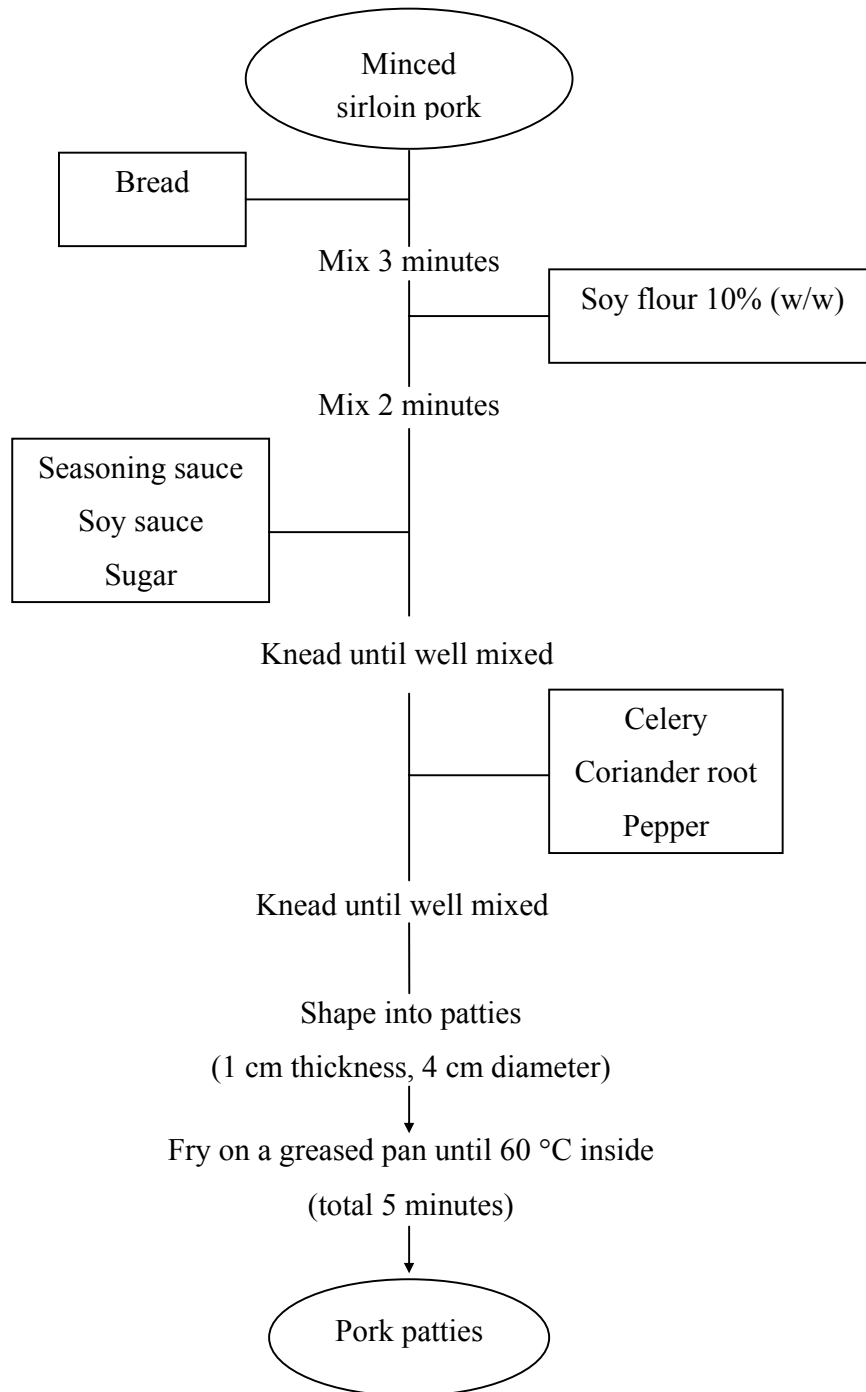 Minced
sirloin pork
Bread
Mix 3 minutes
Soy flour 10% (w/w)
Mix 2 minutes
Seasoning sauce
Soy sauce
Sugar
Knead until well mixed
Celery
Coriander root
Pepper
Knead until well mixed
Shape into patties
(1 cm thickness, 4 cm diameter)
Fry on a greased pan until 60 °C inside
(total 5 minutes)
Pork patties